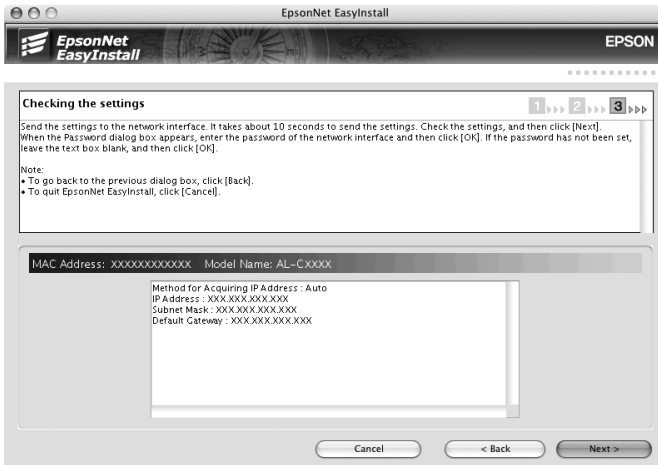 EpsonNet EasyInstall
EpsonNet
EasyInstall
EPSON
Checking the settings
1 2 3
Send the settings to the network interface. It takes about 10 seconds to send the settings. Check the settings, and then click [Next].
When the Password dialog box appears, enter the password of the network interface and then click [OK]. If the password has not been set,
leave the text box blank, and then click [OK].
Note:
• To go back to the previous dialog box, click [Back].
• To quit EpsonNet EasyInstall, click [Cancel].
MAC Address: XXXXXXXXXXXX Model Name: AL-CXXXX
Method for Acquiring IP Address : Auto
IP Address : XXX.XXX.XXX.XXX
Subnet Mask : XXX.XXX.XXX.XXX
Default Gateway : XXX.XXX.XXX.XXX
Cancel
< Back
Next >